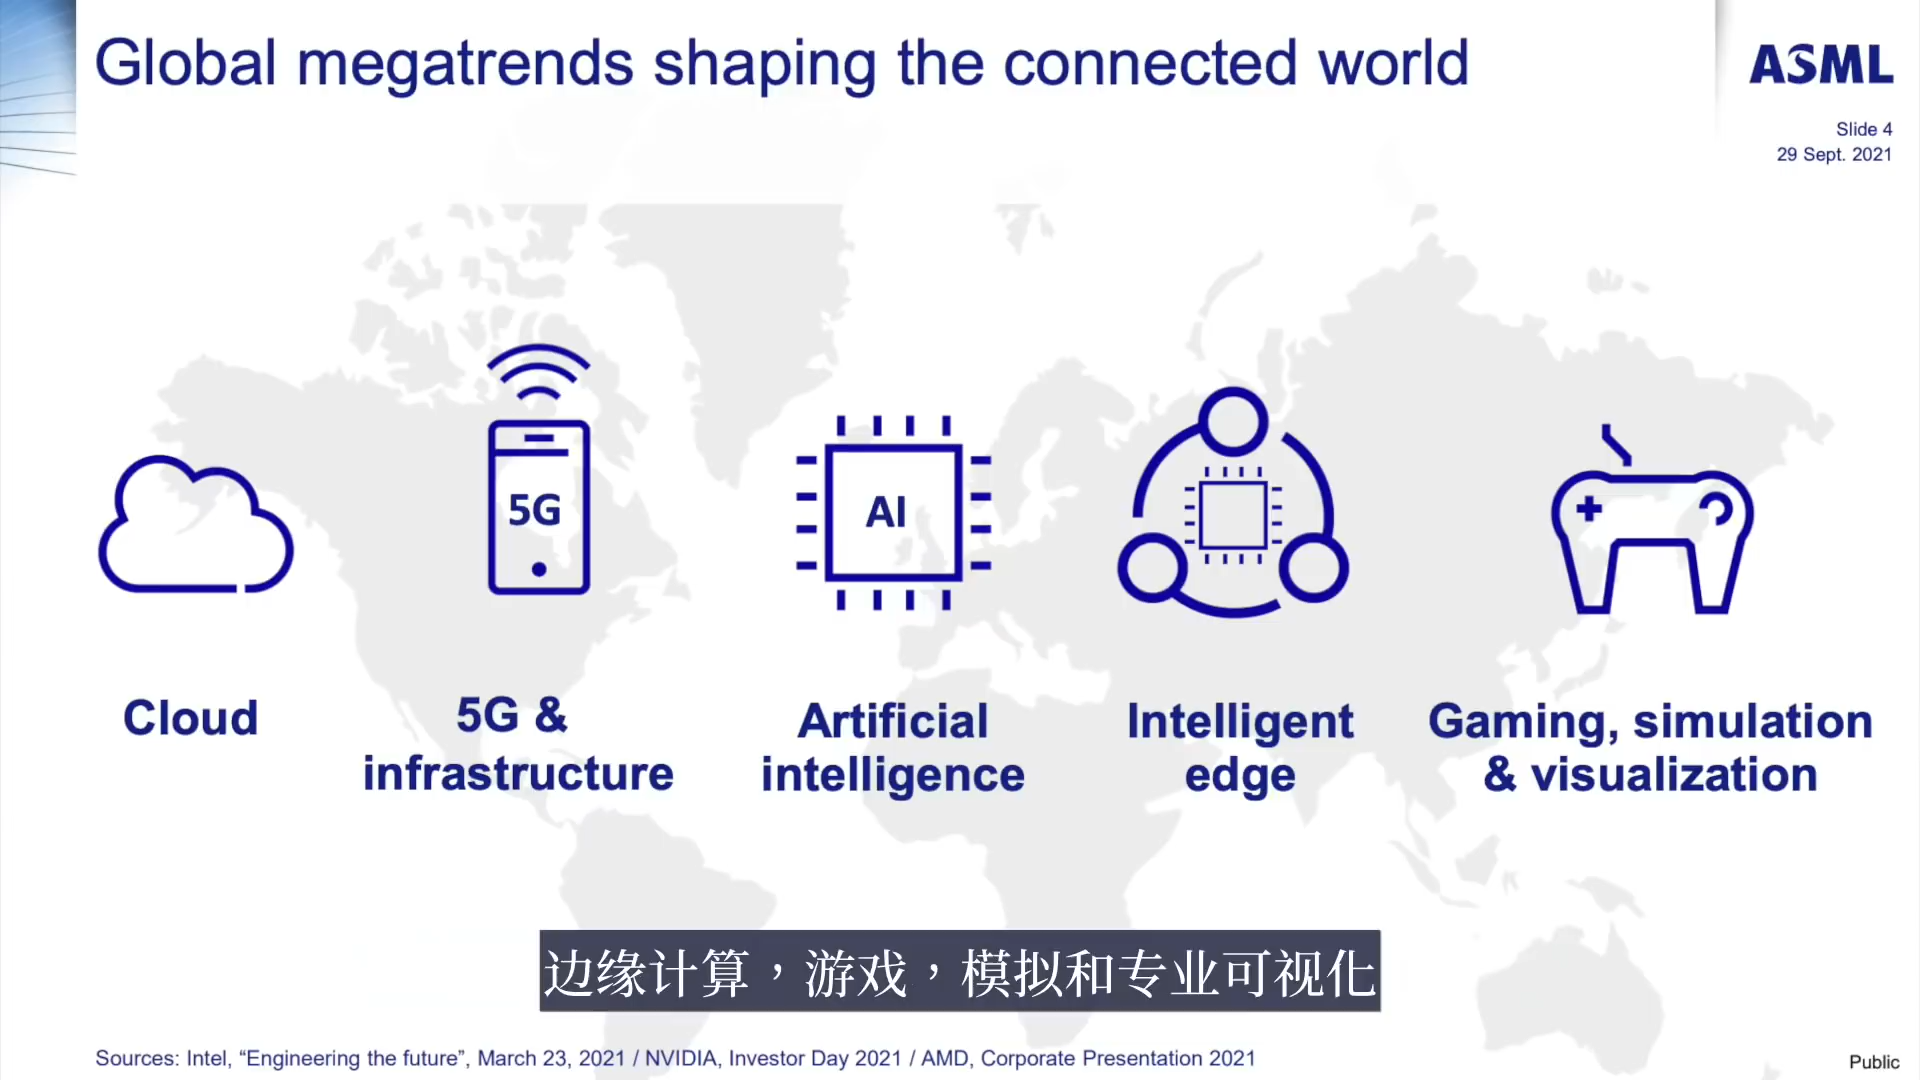 Global megatrends shaping the connected world
ASML
Slide 4
29 Sept. 2021
5G
AI
Cloud
5G &
infrastructure
Artificial
intelligence
Intelligent
edge
Gaming, simulation
& visualization
边缘计算，游戏，模拟和专业可视化
Sources: Intel, “Engineering the future”, March 23, 2021 / NVIDIA, Investor Day 2021 / AMD, Corporate Presentation 2021
Public